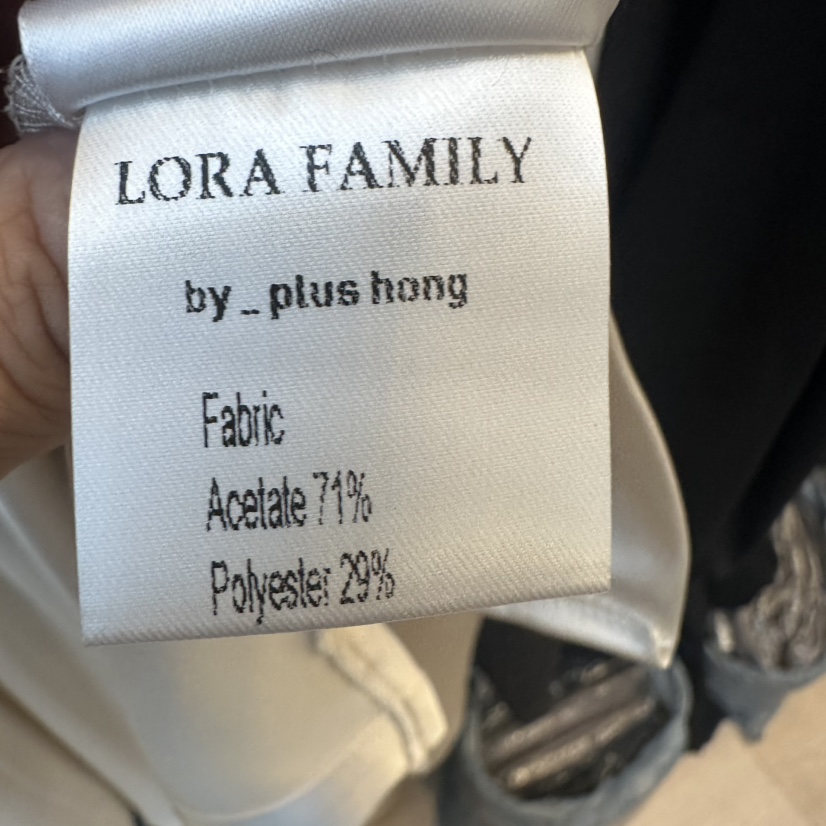 LORA FAMILY
by_plus hong
Fabric
Acetate 71%
Polyester 29%